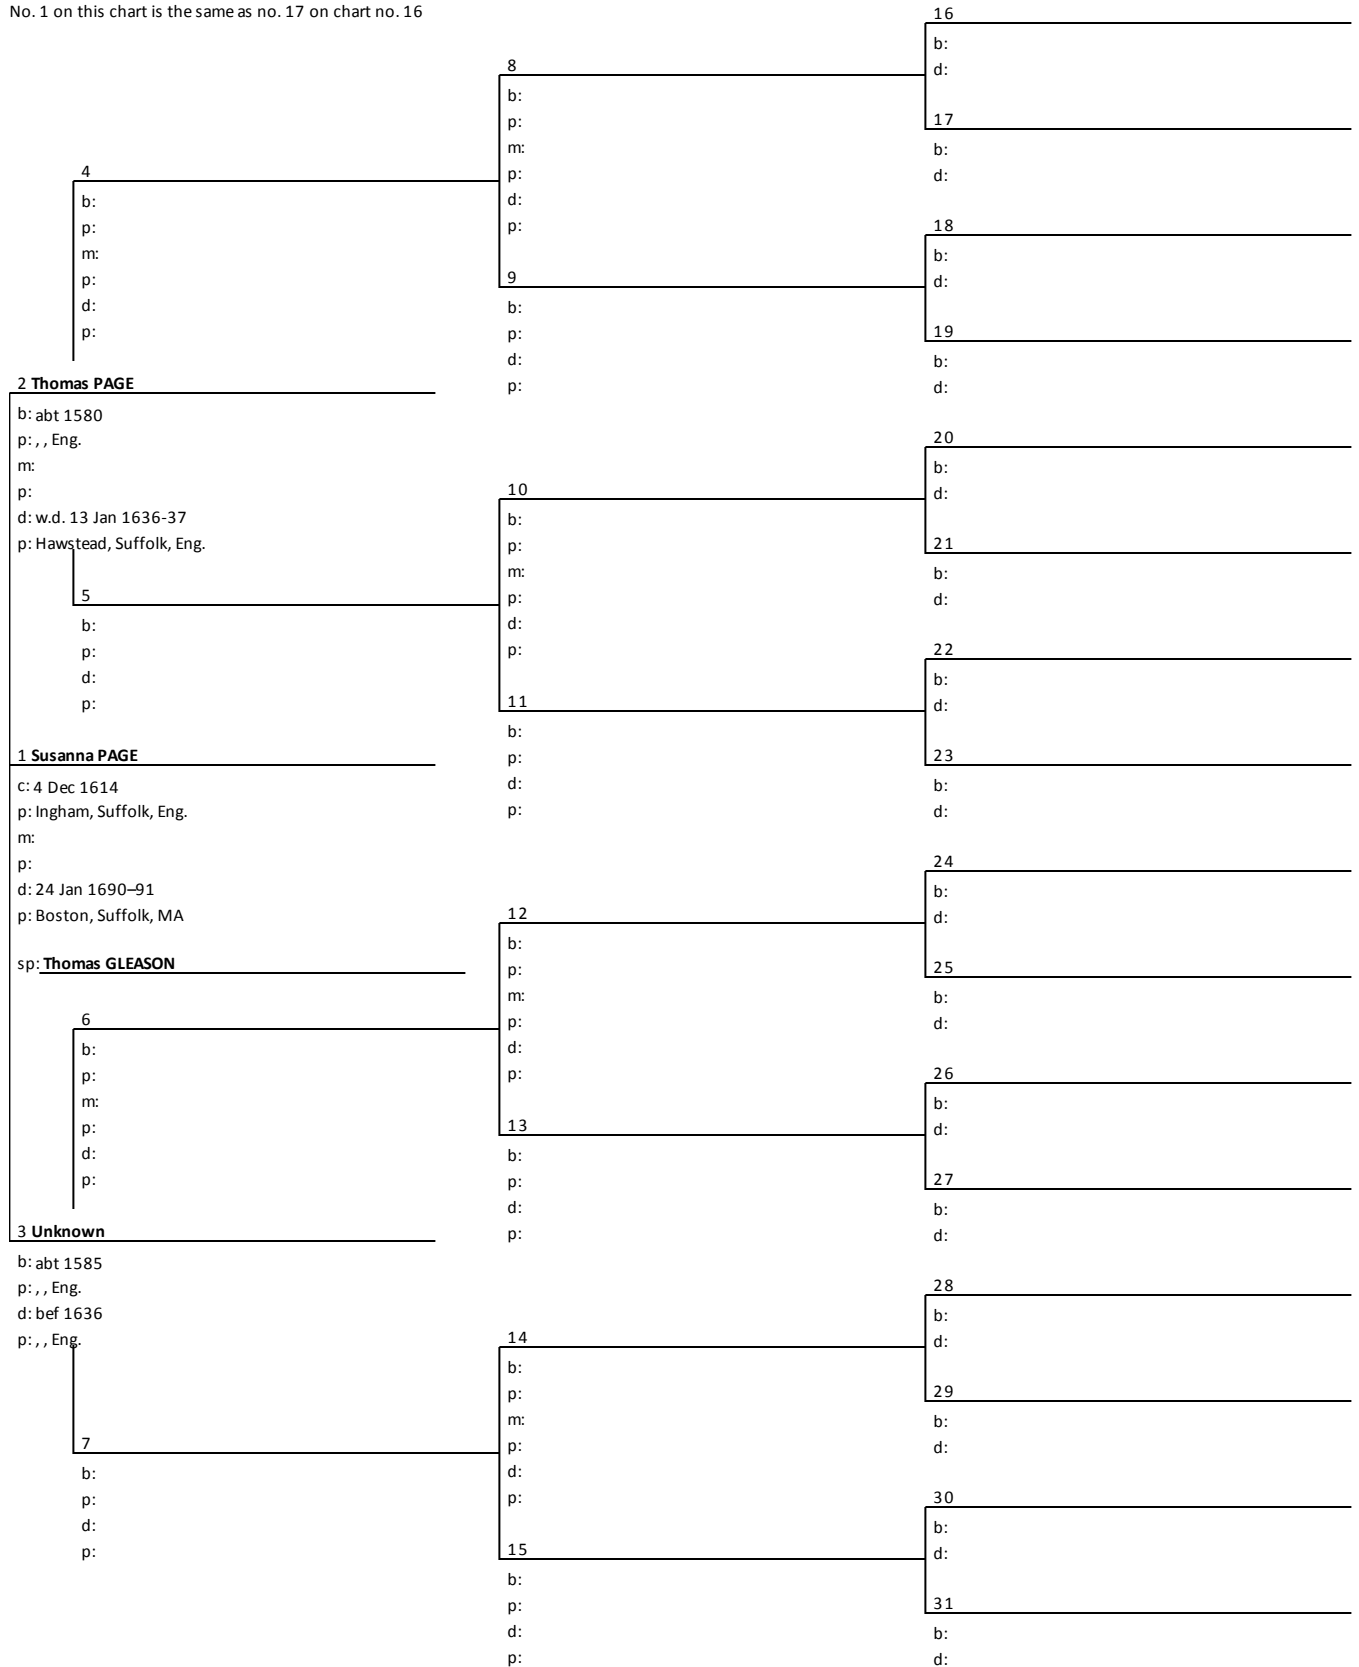 No. 1 on this chart is the same as no. 17 on chart no. 16
16
b:
d:
8
b:
p:
m:
p:
d:
p:
17
b:
d:
4
b:
p:
m:
p:
d:
p:
18
b:
d:
9
b:
p:
d:
p:
19
b:
d:
2 Thomas PAGE
b: abt 1580
p: , , Eng.
m:
p:
d: w.d. 13 Jan 1636-37
p: Hawstead, Suffolk, Eng.
20
b:
d:
10
b:
p:
m:
p:
d:
p:
21
b:
d:
5
b:
p:
d:
p:
22
b:
d:
11
b:
p:
d:
p:
23
b:
d:
1 Susanna PAGE
c: 4 Dec 1614
p: Ingham, Suffolk, Eng.
m:
p:
d: 24 Jan 1690–91
p: Boston, Suffolk, MA
sp: Thomas GLEASON
24
b:
d:
12
b:
p:
m:
p:
d:
p:
25
b:
d:
6
b:
p:
m:
p:
d:
p:
26
b:
d:
13
b:
p:
d:
p:
27
b:
d:
3 Unknown
b: abt 1585
p: , , Eng.
d: bef 1636
p: , , Eng.
28
b:
d:
14
b:
p:
m:
p:
d:
p:
29
b:
d:
7
b:
p:
d:
p:
30
b:
d:
15
b:
p:
d:
p:
31
b:
d: